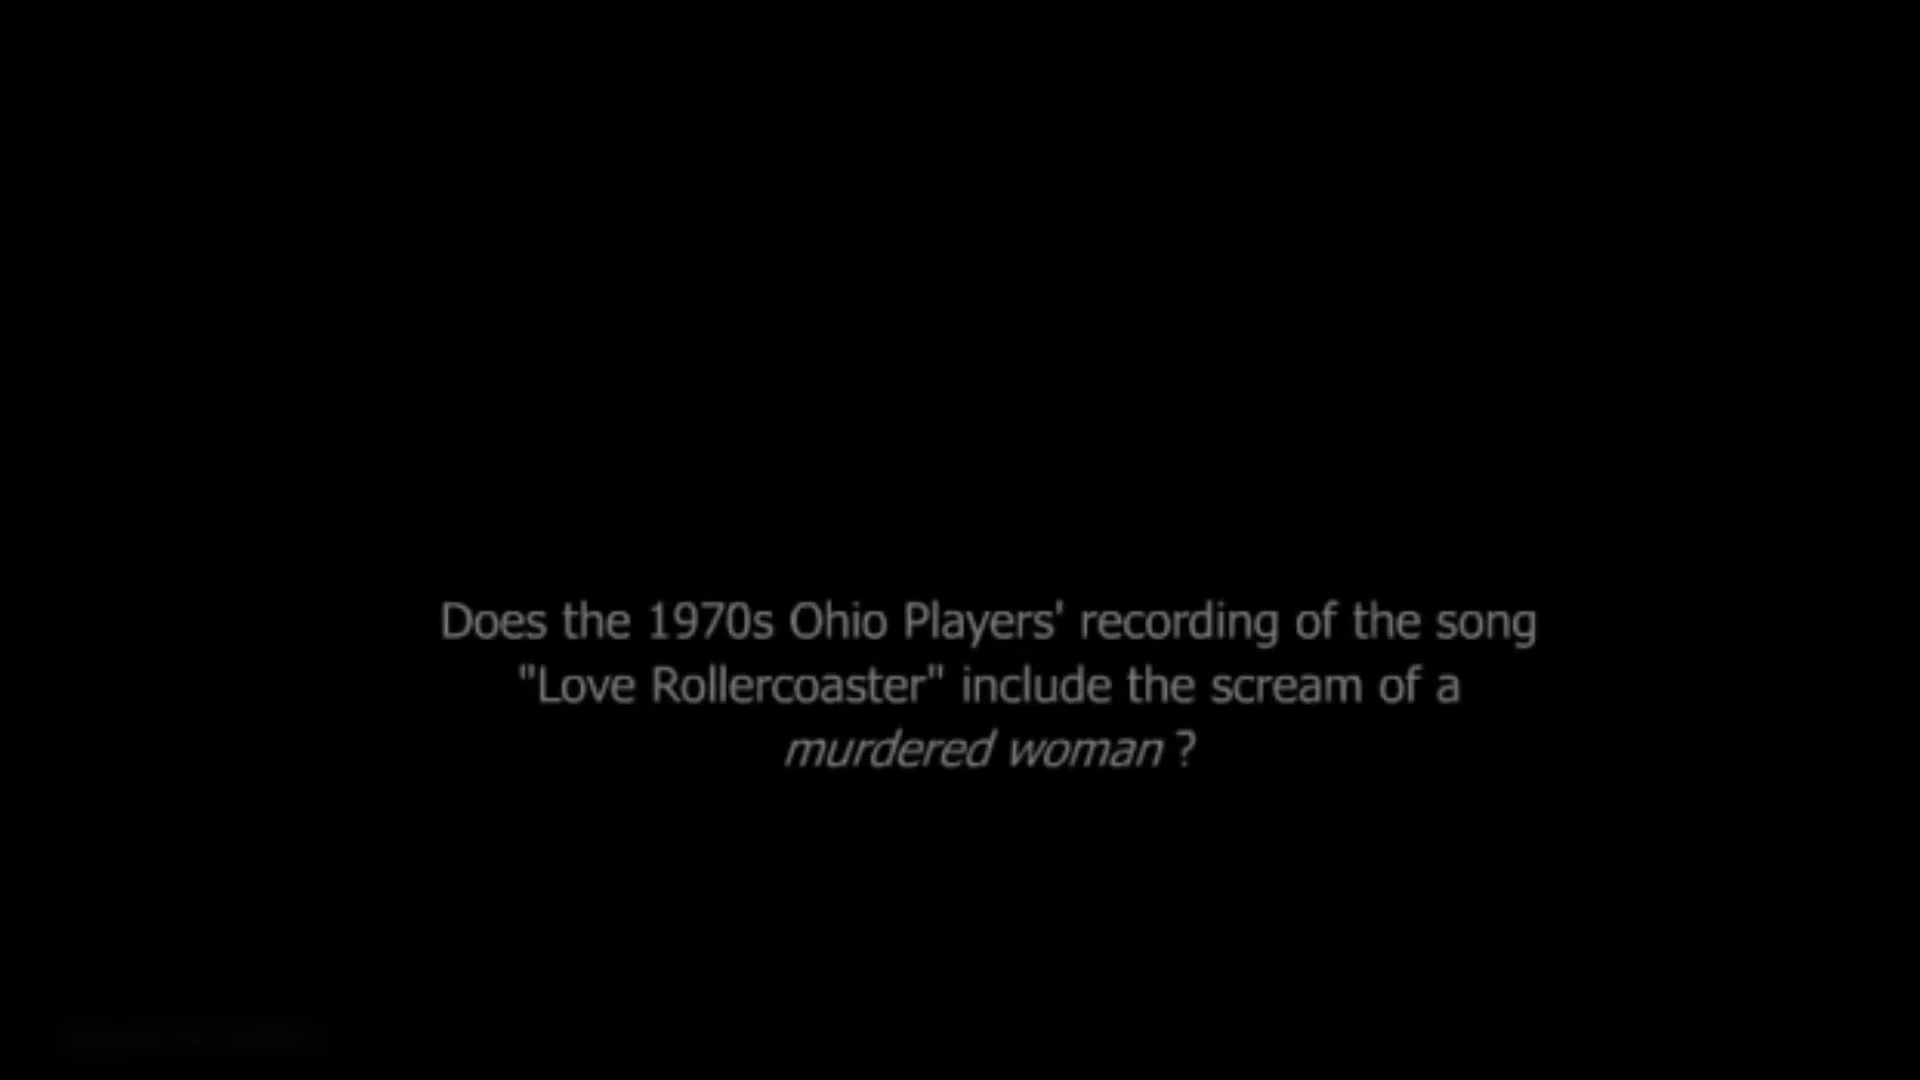 Does the 1970s Ohio Players' recording of the song
"Love Rollercoaster" include the scream of a
murdered woman ?